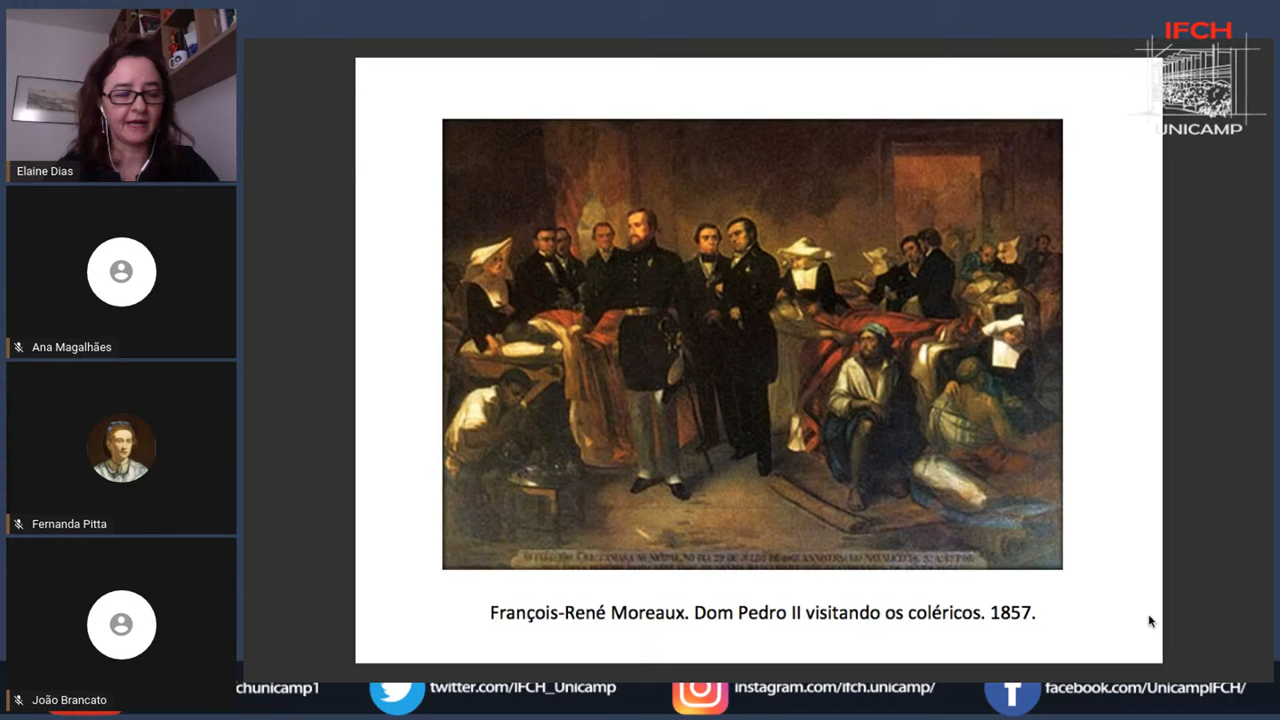 IFCH
UNICAMP
Elaine Dias
Ana Magalhães
Fernanda Pitta
João Brancato
François-René Moreaux. Dom Pedro II visitando os coléricos. 1857.
chunicamp1
twitter.com/IFCH_Unicamp
instagram.com/ifch.unicamp/
facebook.com/UnicampIFCH/